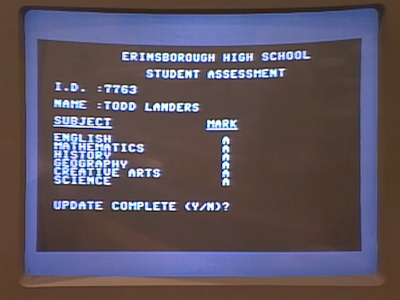 ERINSBOROUGH HIGH SCHOOL
STUDENT ASSESSMENT
I.D. :7763
NAME :TODD LANDERS
SUBJECT MARK
ENGLISH A
MATHEMATICS A
HISTORY A
GEOGRAPHY A
CREATIVE ARTS A
SCIENCE A
UPDATE COMPLETE (Y/N)?